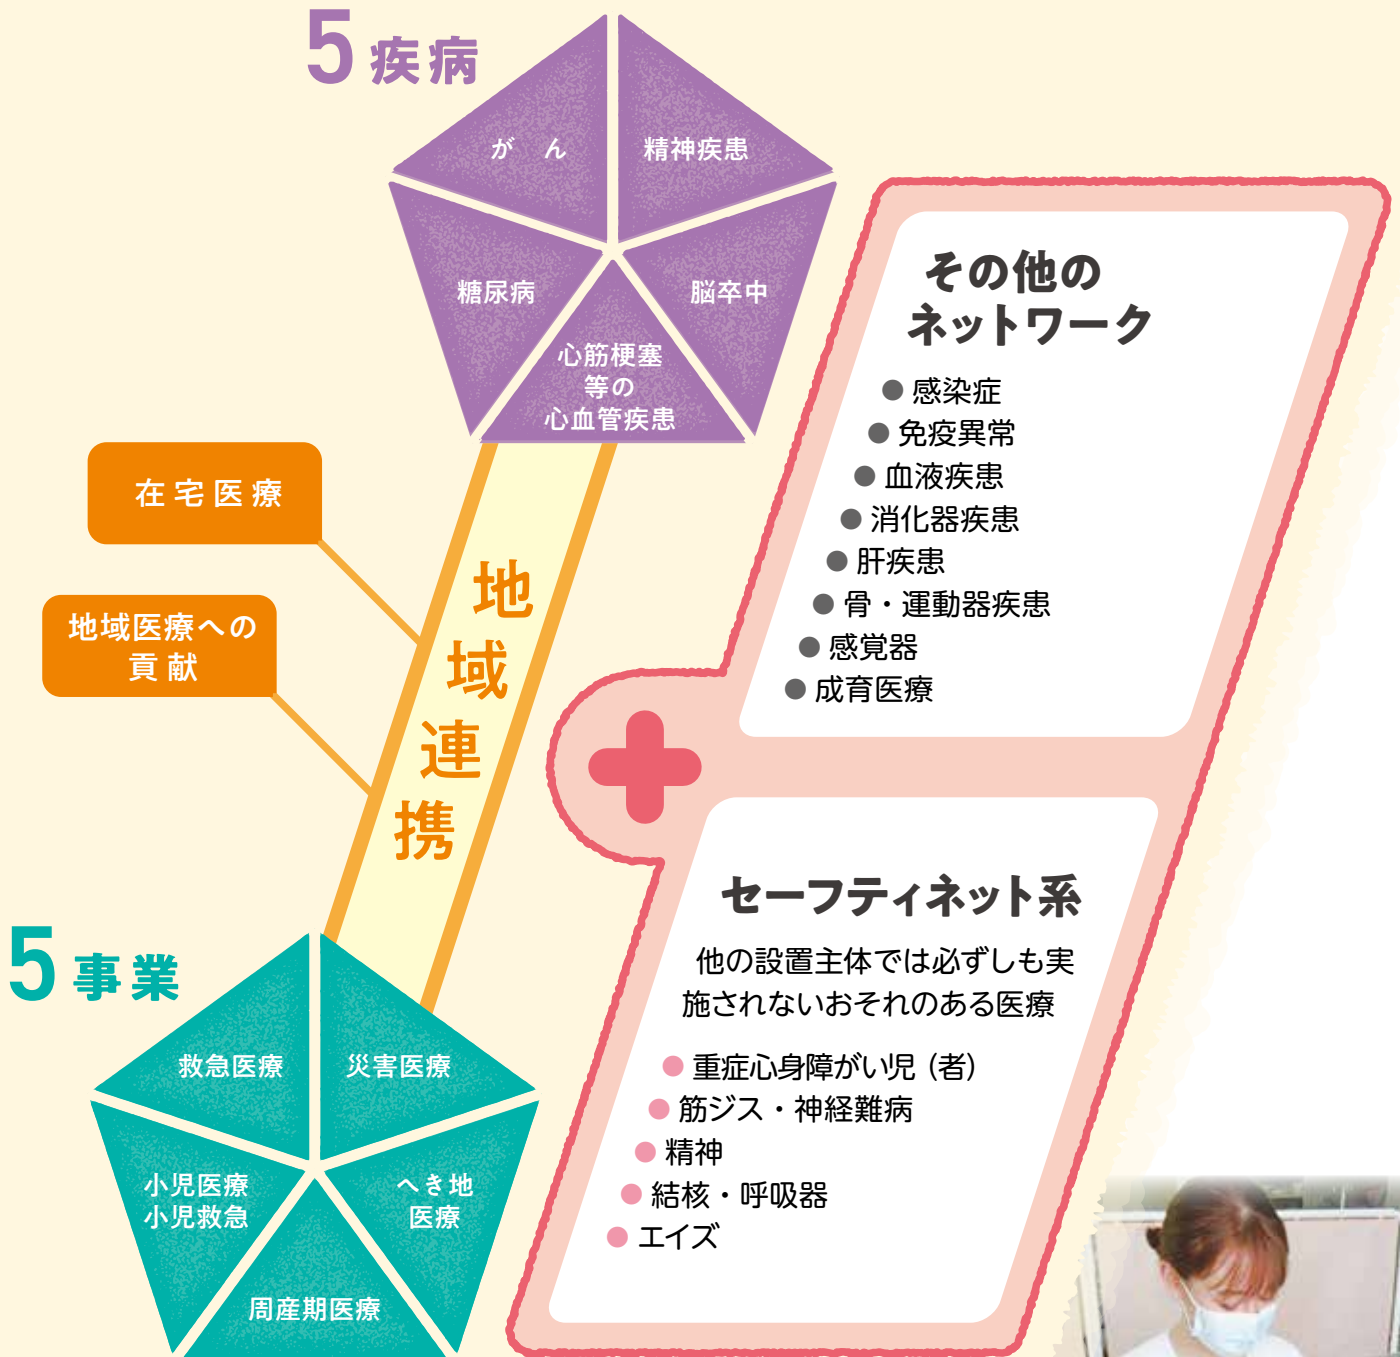 5疾病
がん
精神疾患
糖尿病
脳卒中
心筋梗塞
等の
心血管疾患
在宅医療
地域医療への
貢献
地域連携
5事業
救急医療
災害医療
小児医療
小児救急
へき地
医療
周産期医療
その他の
ネットワーク
● 感染症
● 免疫異常
● 血液疾患
● 消化器疾患
● 肝疾患
● 骨・運動器疾患
● 感覚器
● 成育医療
セーフティネット系
他の設置主体では必ずしも実
施されないおそれのある医療
● 重症心身障がい児（者）
● 筋ジス・神経難病
● 精神
● 結核・呼吸器
● エイズ